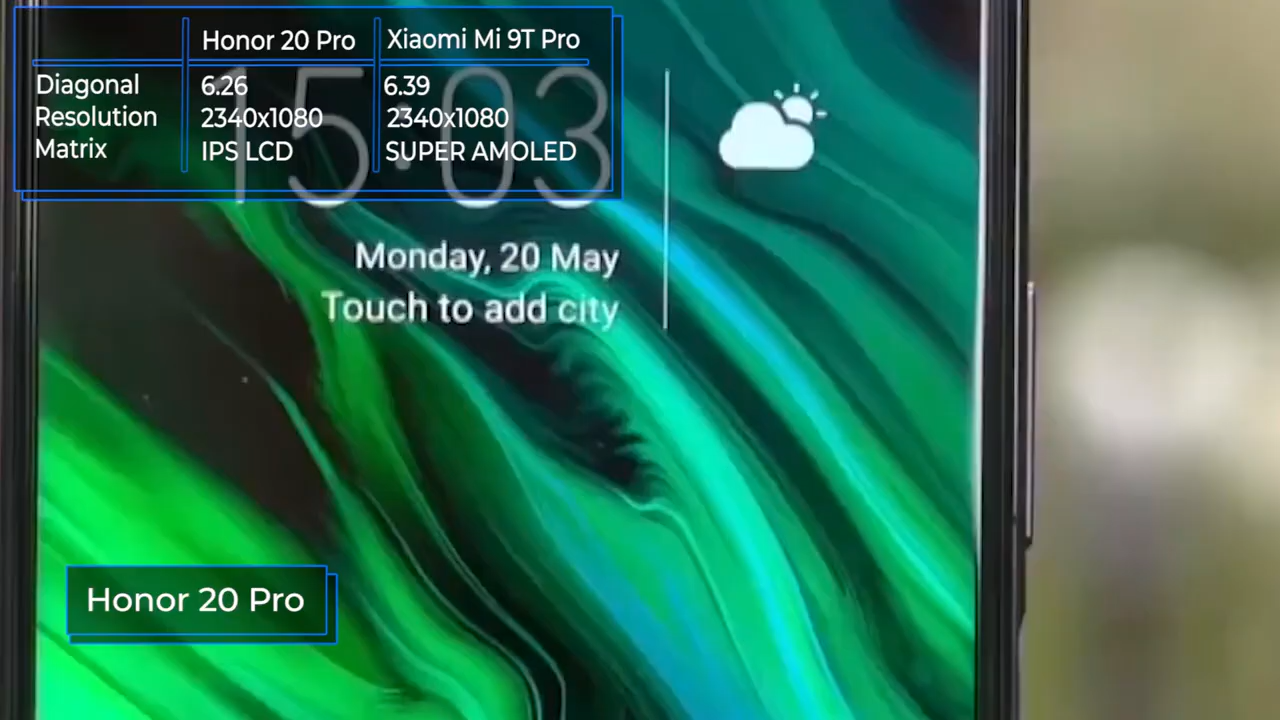 Honor 20 Pro Xiaomi Mi 9T Pro
Diagonal 6.26 6.39
Resolution 2340x1080 2340x1080
Matrix IPS LCD SUPER AMOLED
15:03
Monday, 20 May
Touch to add city
Honor 20 Pro